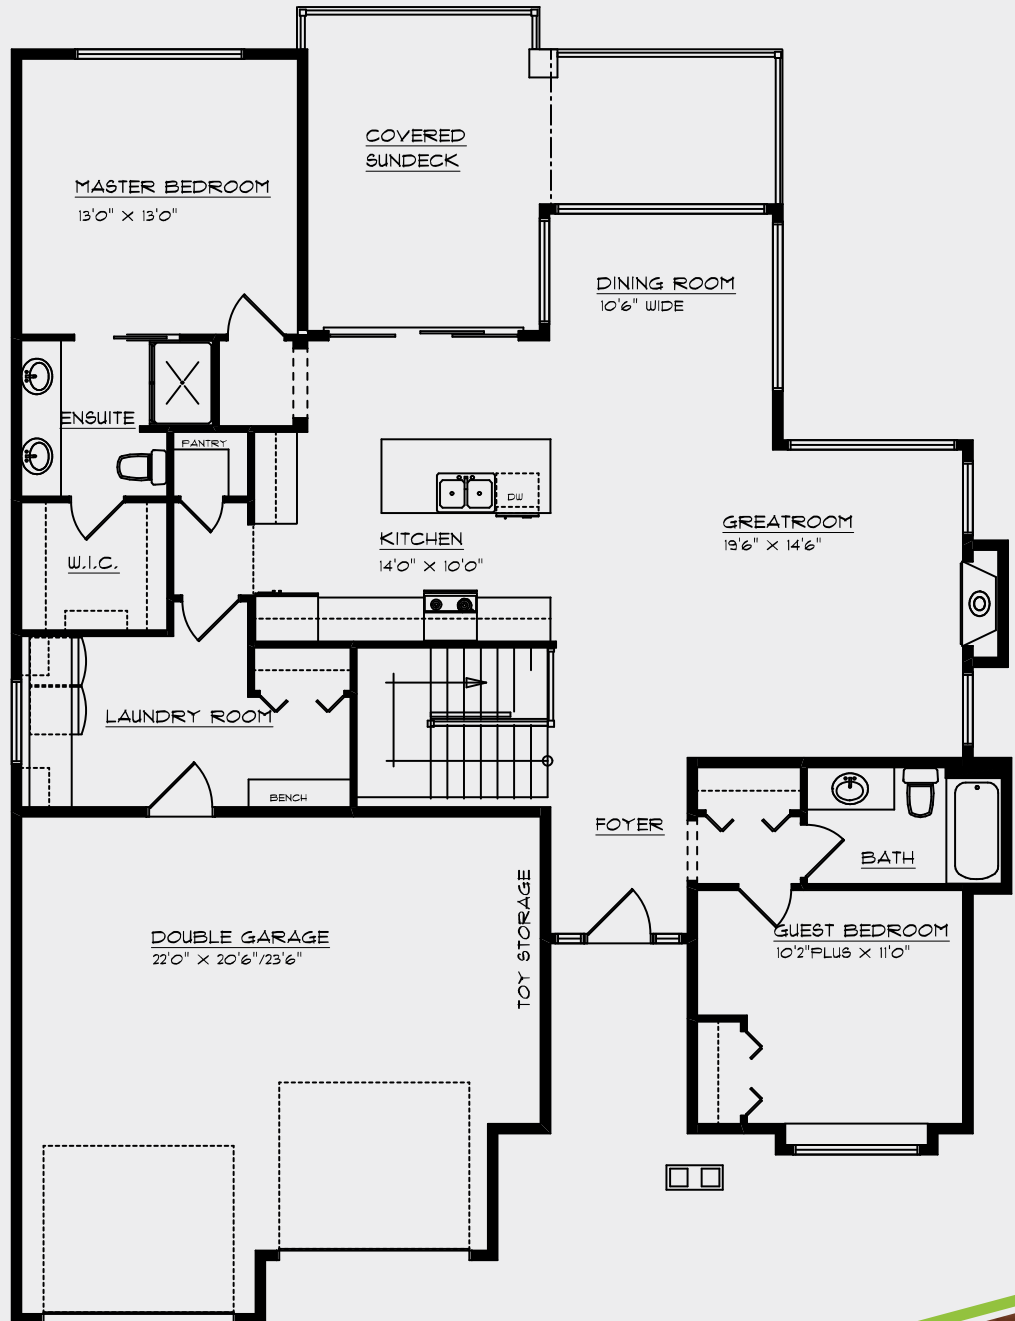 COVERED
SUNDECK
MASTER BEDROOM
13'0" X 13'0"
DINING ROOM
10'6" WIDE
ENSUITE
PANTRY
DW
GREATROOM
19'6" X 14'6"
KITCHEN
14'0" X 10'0"
W.I.C.
LAUNDRY ROOM
BENCH
FOYER
BATH
TOY STORAGE
DOUBLE GARAGE
22'0" X 20'6"/23'6"
GUEST BEDROOM
10'2"PLUS X 11'0"